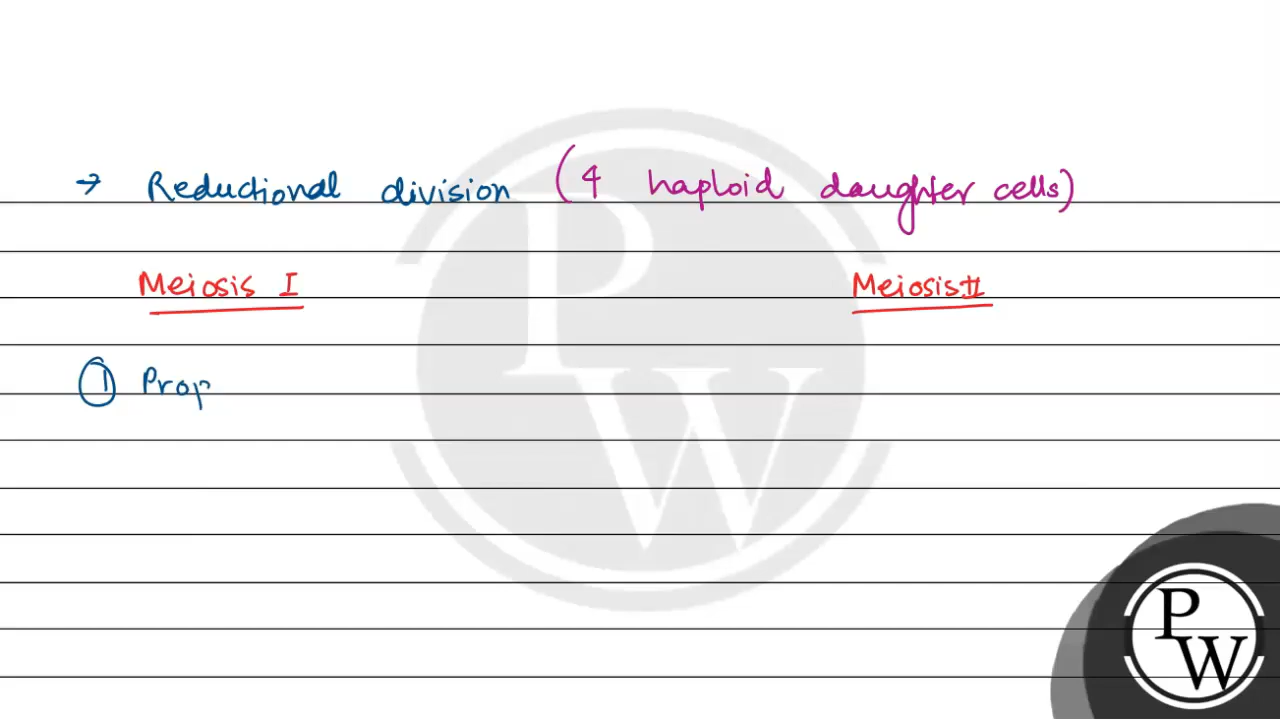 → Reductional division (4 haploid daughter cells)
Meiosis I Meiosis II
① Prop
P
W
P
W